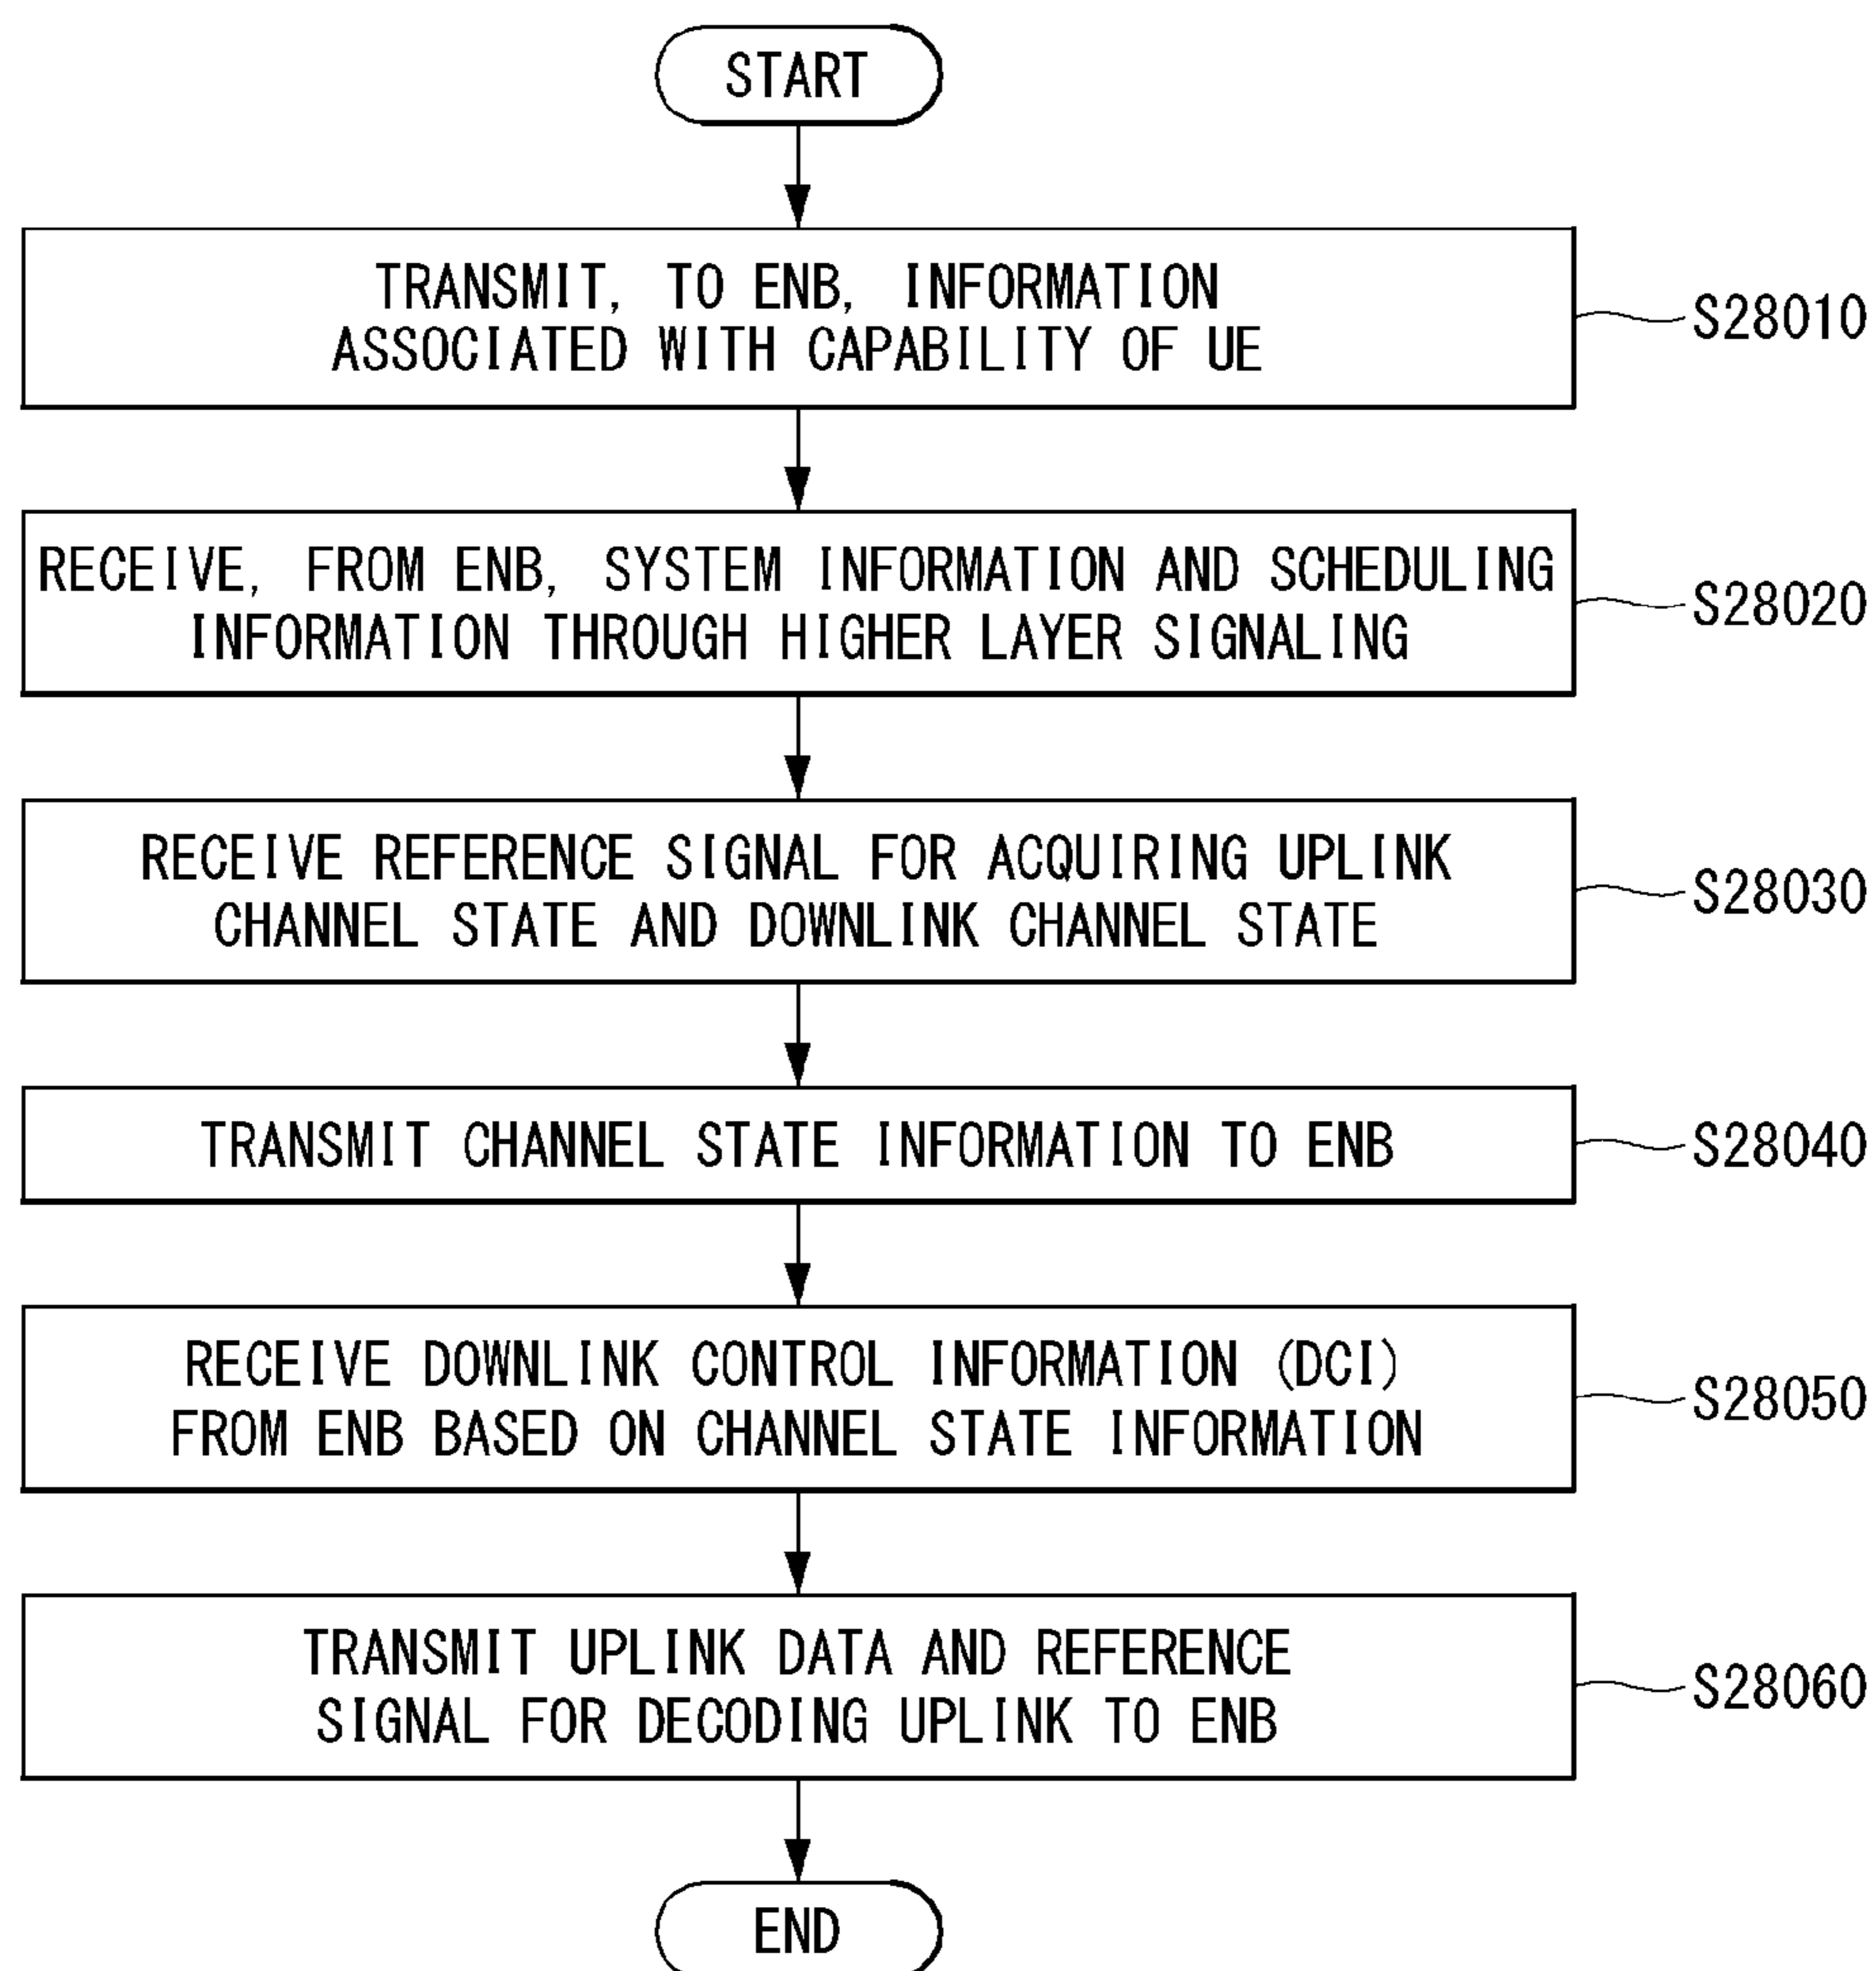 START
TRANSMIT, TO ENB, INFORMATION
ASSOCIATED WITH CAPABILITY OF UE
S28010
RECEIVE, FROM ENB, SYSTEM INFORMATION AND SCHEDULING
INFORMATION THROUGH HIGHER LAYER SIGNALING
S28020
RECEIVE REFERENCE SIGNAL FOR ACQUIRING UPLINK
CHANNEL STATE AND DOWNLINK CHANNEL STATE
S28030
TRANSMIT CHANNEL STATE INFORMATION TO ENB
S28040
RECEIVE DOWNLINK CONTROL INFORMATION (DCI)
FROM ENB BASED ON CHANNEL STATE INFORMATION
S28050
TRANSMIT UPLINK DATA AND REFERENCE
SIGNAL FOR DECODING UPLINK TO ENB
S28060
END